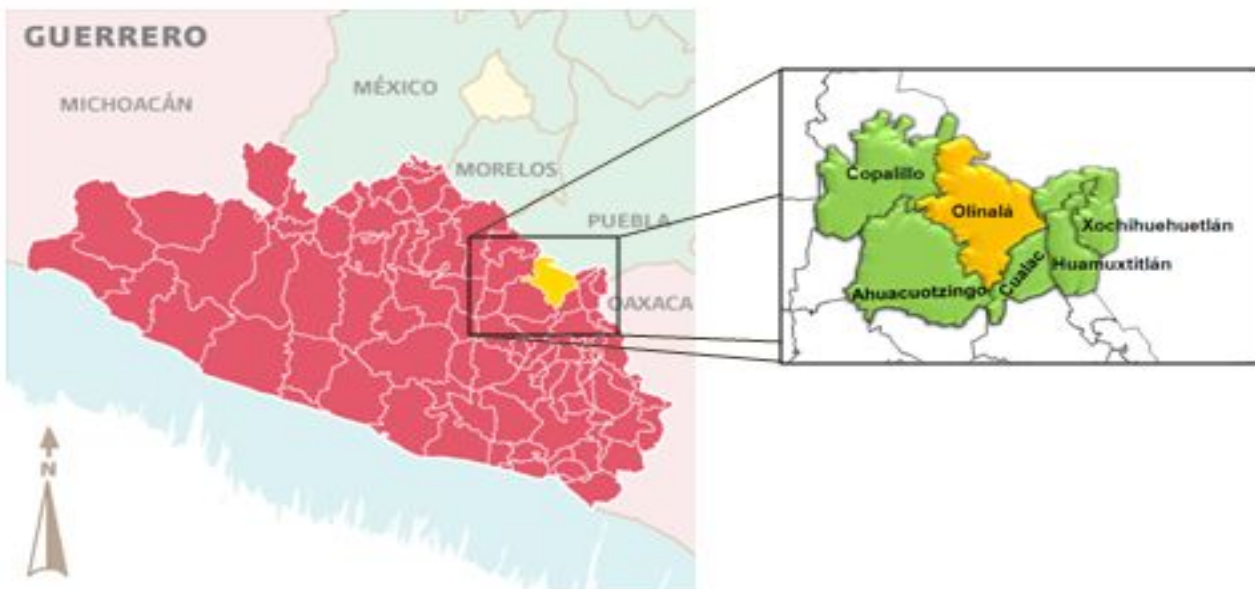 GUERRERO
MICHOACÁN
MÉXICO
MORELOS
PUEBLA
OAXACA
N
Copalillo
Olinalá
Xochihuehuetlán
Huamuxtitlán
Cualac
Ahuacuotzingo